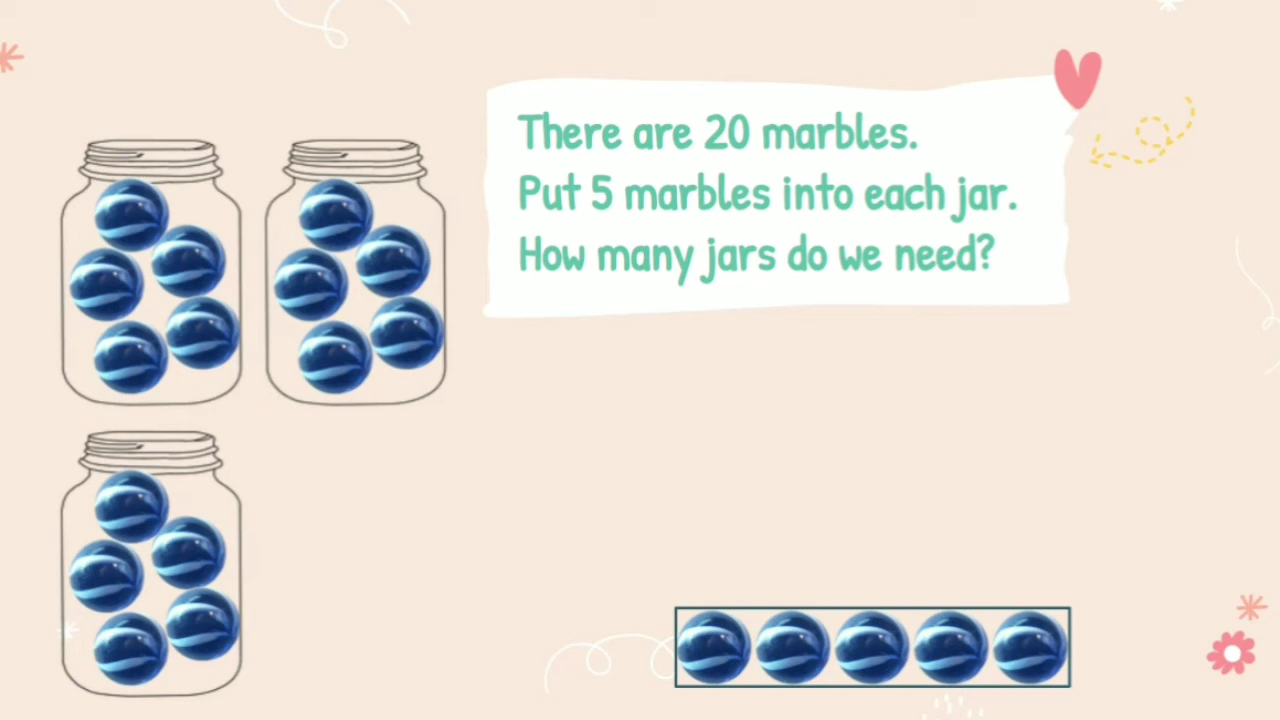 There are 20 marbles.
Put 5 marbles into each jar.
How many jars do we need?